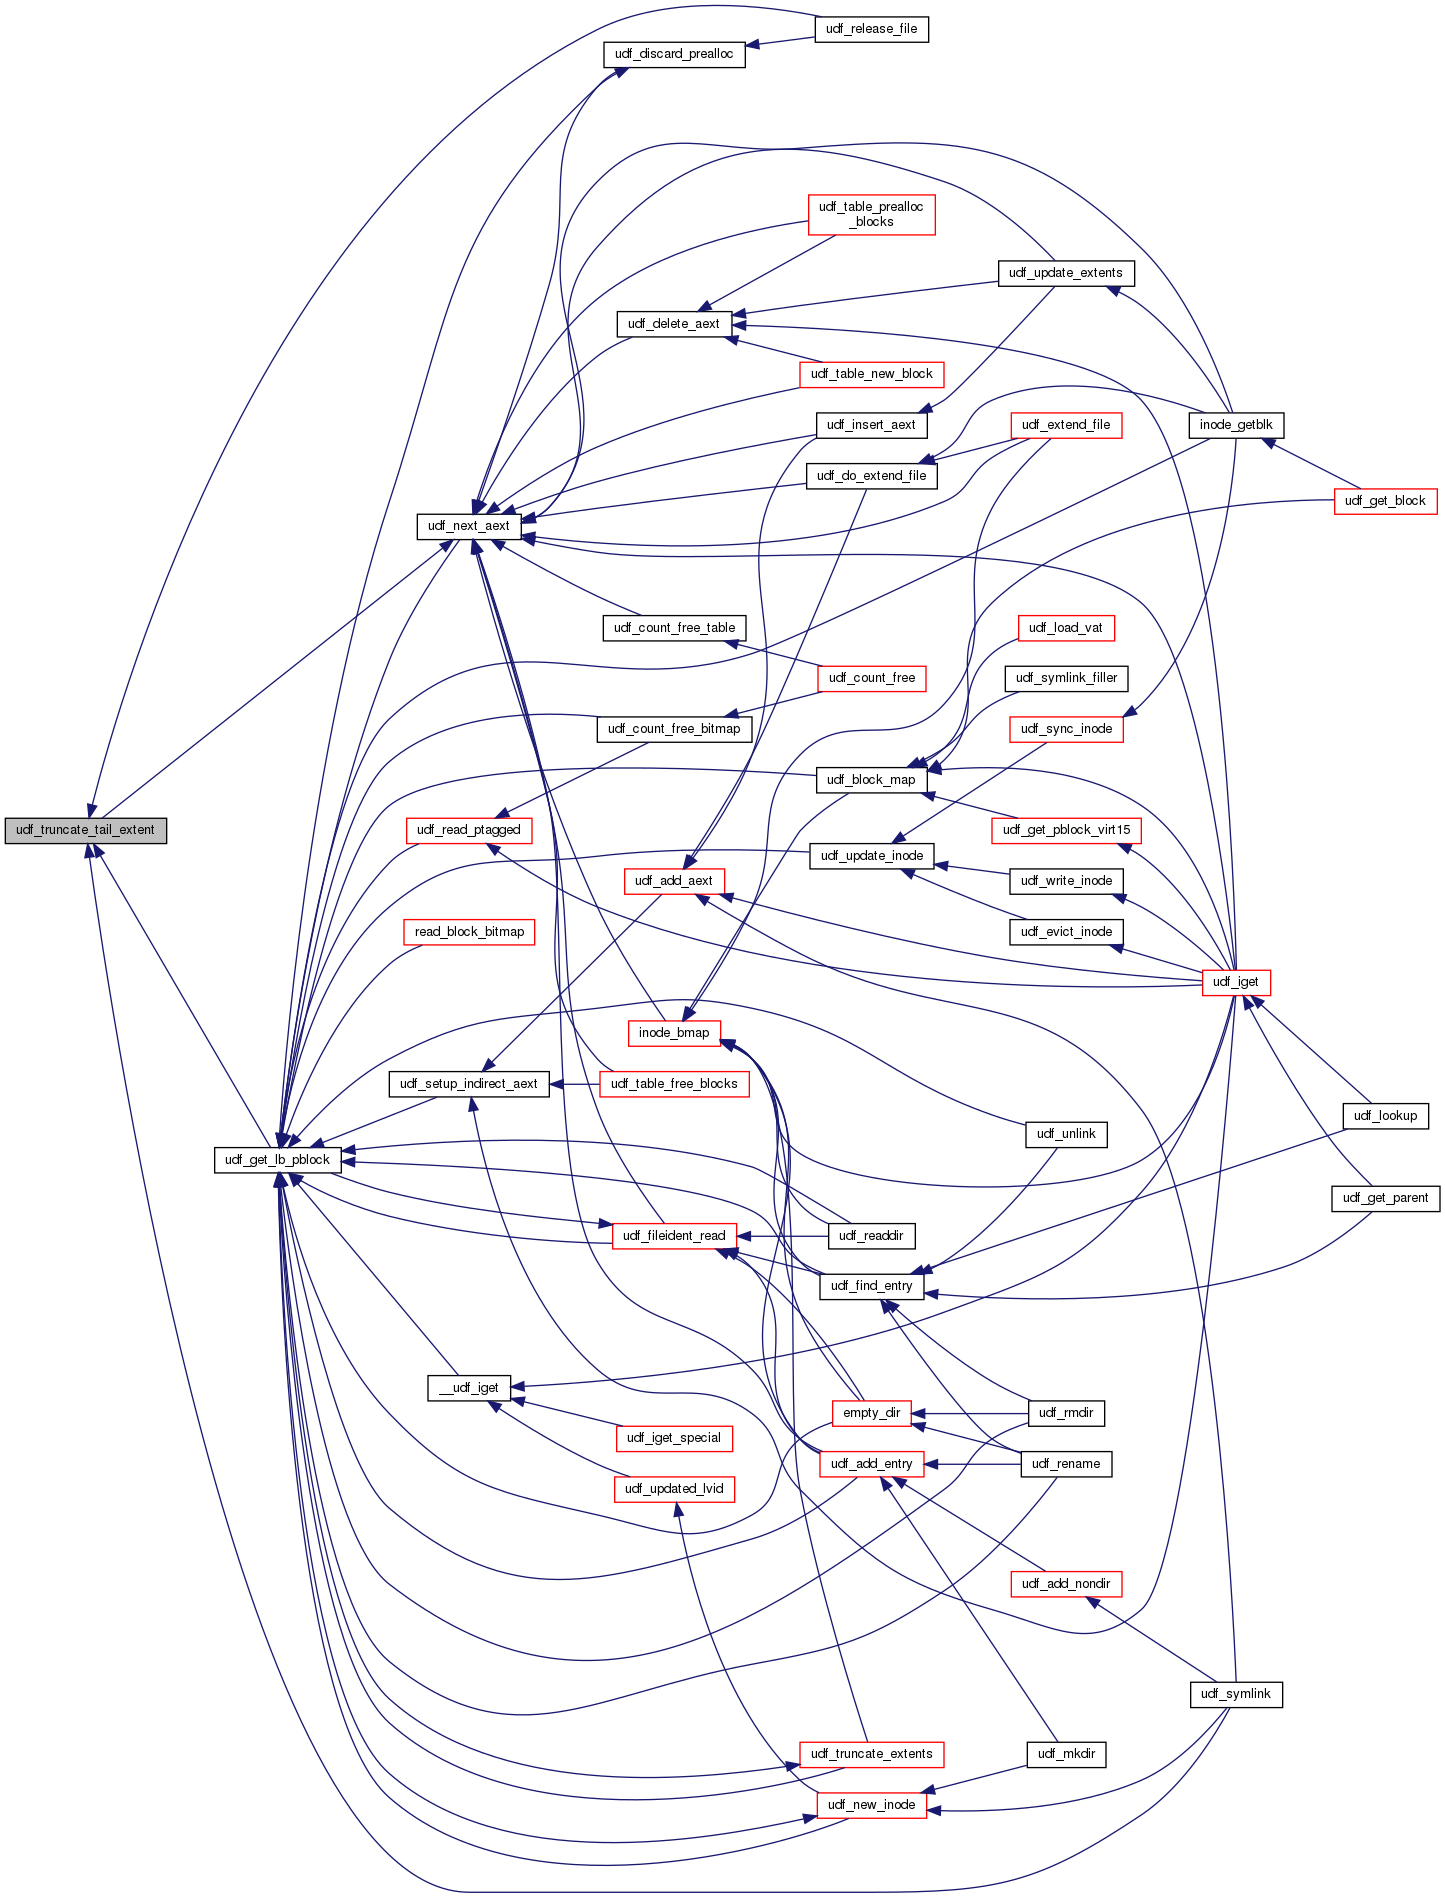 udf_release_file
udf_discard_prealloc
udf_table_prealloc
_blocks
udf_update_extents
udf_delete_aext
udf_table_new_block
udf_insert_aext
udf_extend_file
inode_getblk
udf_do_extend_file
udf_get_block
udf_next_aext
udf_count_free_table
udf_load_vat
udf_count_free
udf_symlink_filler
udf_count_free_bitmap
udf_sync_inode
udf_block_map
udf_truncate_tail_extent
udf_read_ptagged
udf_get_pblock_virt15
udf_update_inode
udf_add_aext
udf_write_inode
read_block_bitmap
udf_evict_inode
udf_iget
inode_bmap
udf_setup_indirect_aext
udf_table_free_blocks
udf_lookup
udf_unlink
udf_get_lb_pblock
udf_get_parent
udf_fileident_read
udf_readdir
udf_find_entry
__udf_iget
empty_dir
udf_rmdir
udf_iget_special
udf_add_entry
udf_rename
udf_updated_lvid
udf_add_nondir
udf_symlink
udf_truncate_extents
udf_mkdir
udf_new_inode